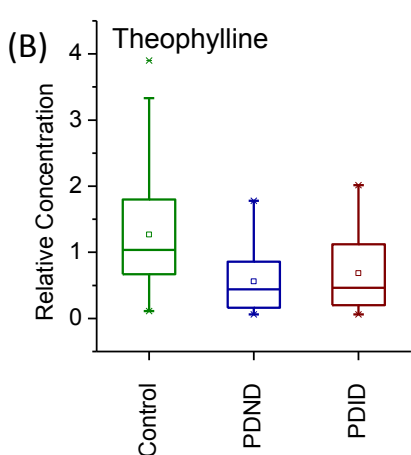 (B)
Theophylline
Relative Concentration
4
3
2
1
0
Control
PDND
PDID